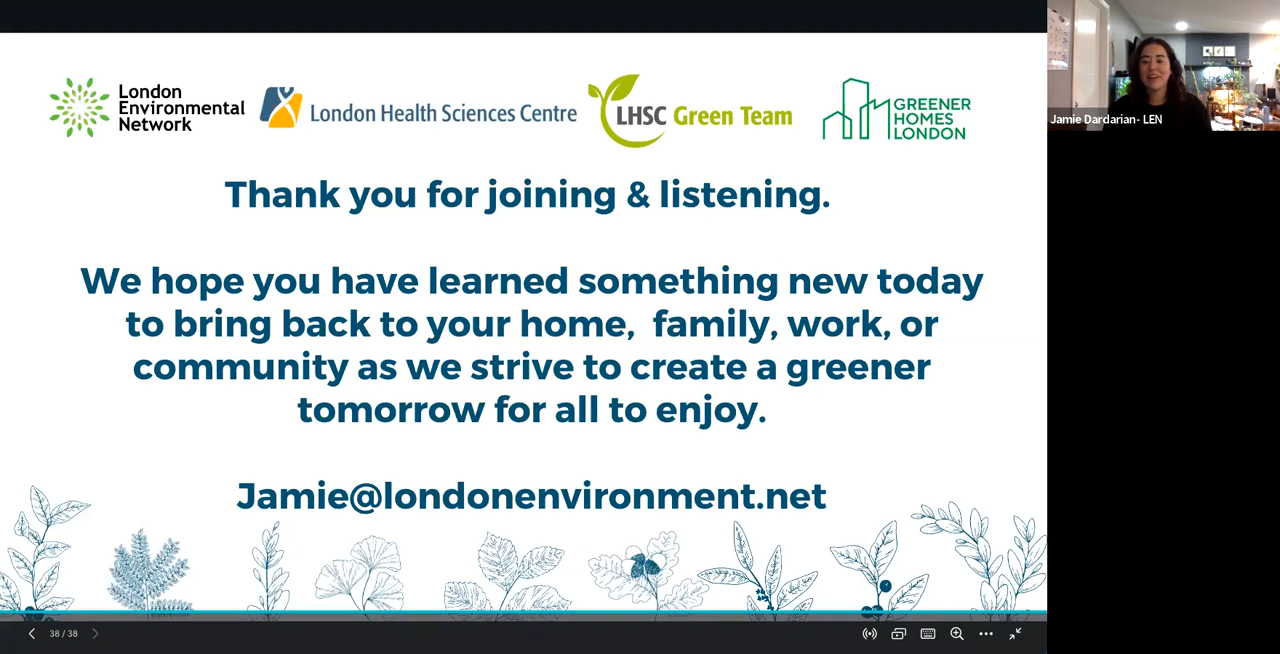 London
Environmental
Network
London Health Sciences Centre
LHSC Green Team
GREENER
HOMES
LONDON
Jamie Dardarian- LEN
Thank you for joining & listening.
We hope you have learned something new today
to bring back to your home,  family, work, or
community as we strive to create a greener
tomorrow for all to enjoy.
Jamie@londonenvironment.net
38 / 38